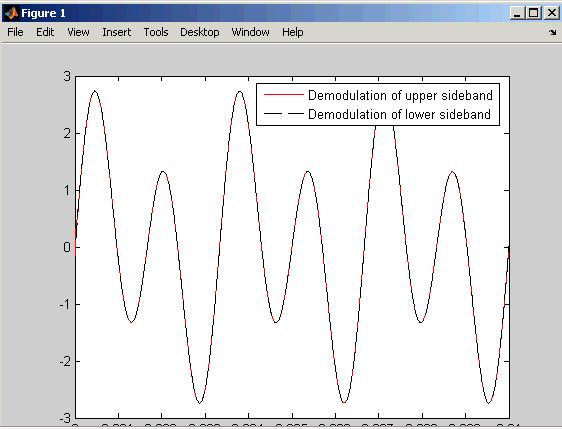 Figure 1
File Edit View Insert Tools Desktop Window Help
3
Demodulation of upper sideband
Demodulation of lower sideband
2
1
0
-1
-2
-3